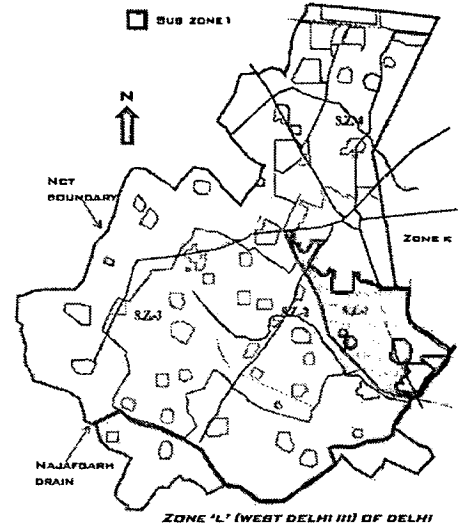 SUB ZONE 1
N
S.Z.-4
NCT
BOUNDARY
ZONE K
S.Z.-3
S.Z.-2
NAJAFGARH
DRAIN
ZONE 'L' (WEST DELHI III) OF DELHI